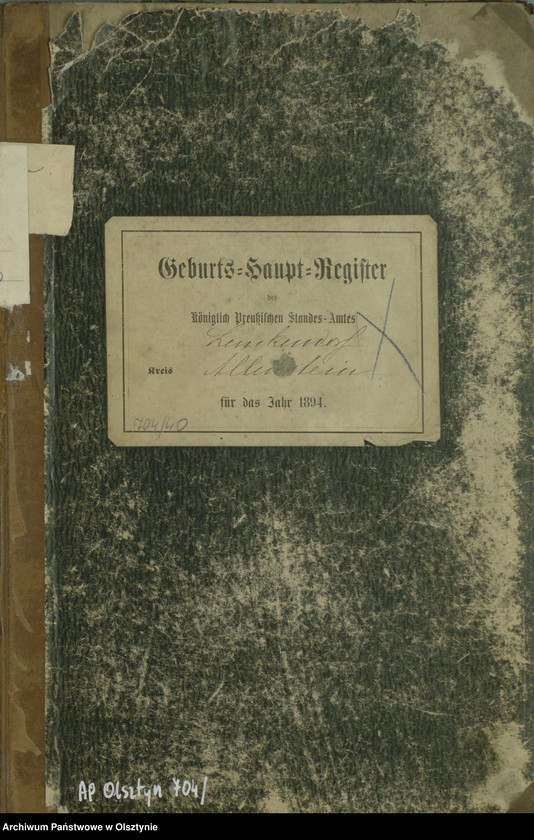 Geburts-Haupt-Register
des
Königlich Preußischen Standes-Amtes
Kreis Allenstein
für das Jahr 1894.
704/40
AP Olsztyn 704/
Archiwum Państwowe w Olsztynie